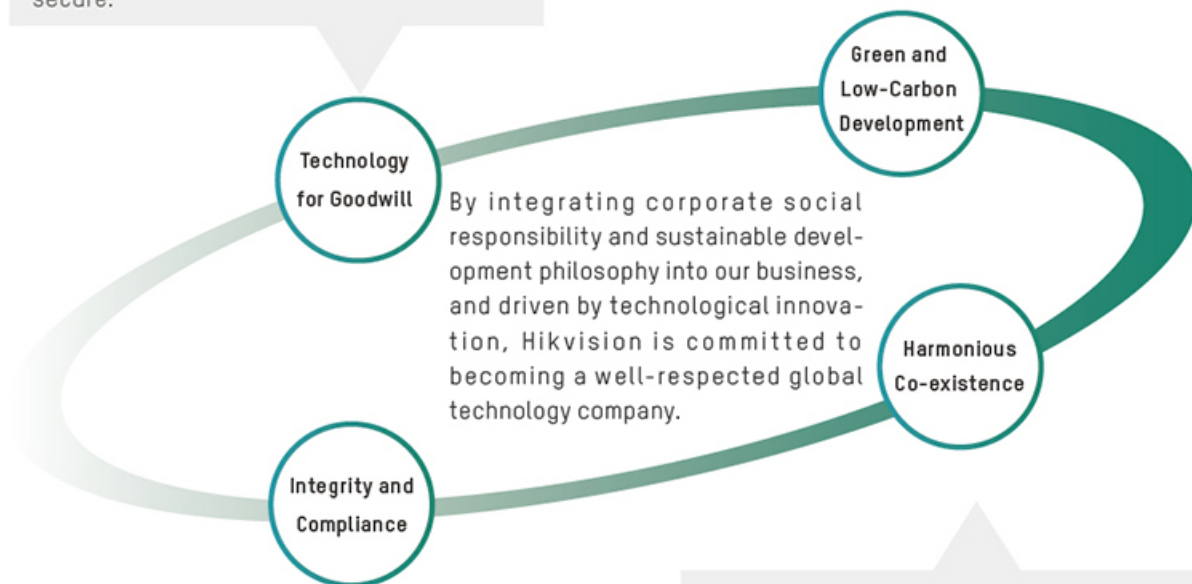 secure.
Green and
Low-Carbon
Development
Technology
for Goodwill
By integrating corporate social
responsibility and sustainable devel-
opment philosophy into our business,
and driven by technological innova-
tion, Hikvision is committed to
becoming a well-respected global
technology company.
Harmonious
Co-existence
Integrity and
Compliance